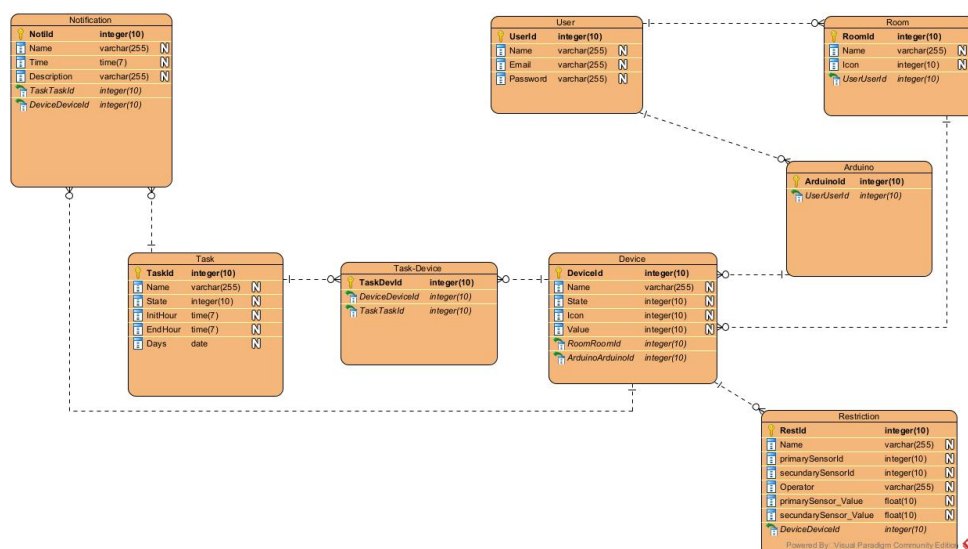 Notification
NotiId integer(10)
Name varchar(255) N
Time time(7) N
Description varchar(255) N
TaskTaskId integer(10)
DeviceDeviceId integer(10)
User
UserId integer(10)
Name varchar(255) N
Email varchar(255) N
Password varchar(255) N
Room
RoomId integer(10)
Name varchar(255) N
Icon integer(10) N
UserUserId integer(10)
Arduino
ArduinoId integer(10)
UserUserId integer(10)
Task
TaskId integer(10)
Name varchar(255) N
State integer(10) N
InitHour time(7) N
EndHour time(7) N
Days date N
Task-Device
TaskDevId integer(10)
DeviceDeviceId integer(10)
TaskTaskId integer(10)
Device
DeviceId integer(10)
Name varchar(255) N
State integer(10) N
Icon integer(10) N
Value integer(10) N
RoomRoomId integer(10)
ArduinoArduinoId integer(10)
Restriction
RestId integer(10)
Name varchar(255) N
primarySensorId integer(10) N
secundarySensorId integer(10) N
Operator varchar(255) N
primarySensor_Value float(10) N
secundarySensor_Value float(10) N
DeviceDeviceId integer(10)
Powered By: Visual Paradigm Community Edition